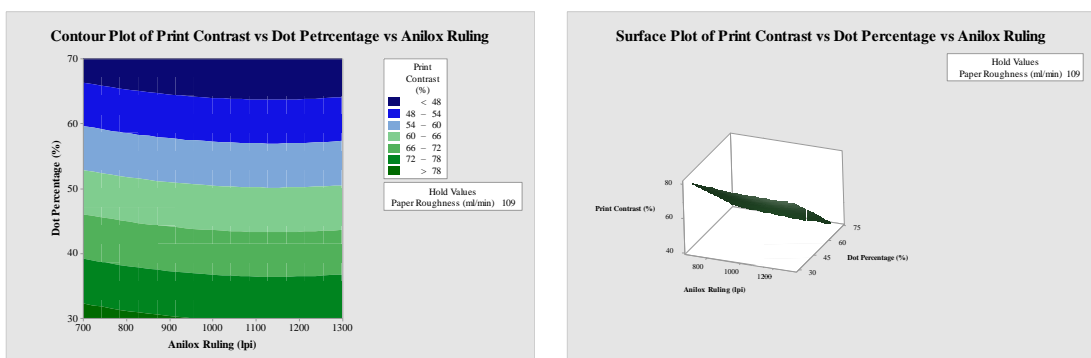 Contour Plot of Print Contrast vs Dot Petrcentage vs Anilox Ruling
Dot Percentage (%)
70
60
50
40
30
700 800 900 1000 1100 1200 1300
Anilox Ruling (lpi)
Print
Contrast
(%)
< 48
48 – 54
54 – 60
60 – 66
66 – 72
72 – 78
> 78
Hold Values
Paper Roughness (ml/min) 109
Surface Plot of Print Contrast vs Dot Percentage vs Anilox Ruling
Hold Values
Paper Roughness (ml/min) 109
Print Contrast (%)
80
60
40
800 1000 1200
Anilox Ruling (lpi)
75
60
45
30
Dot Percentage (%)